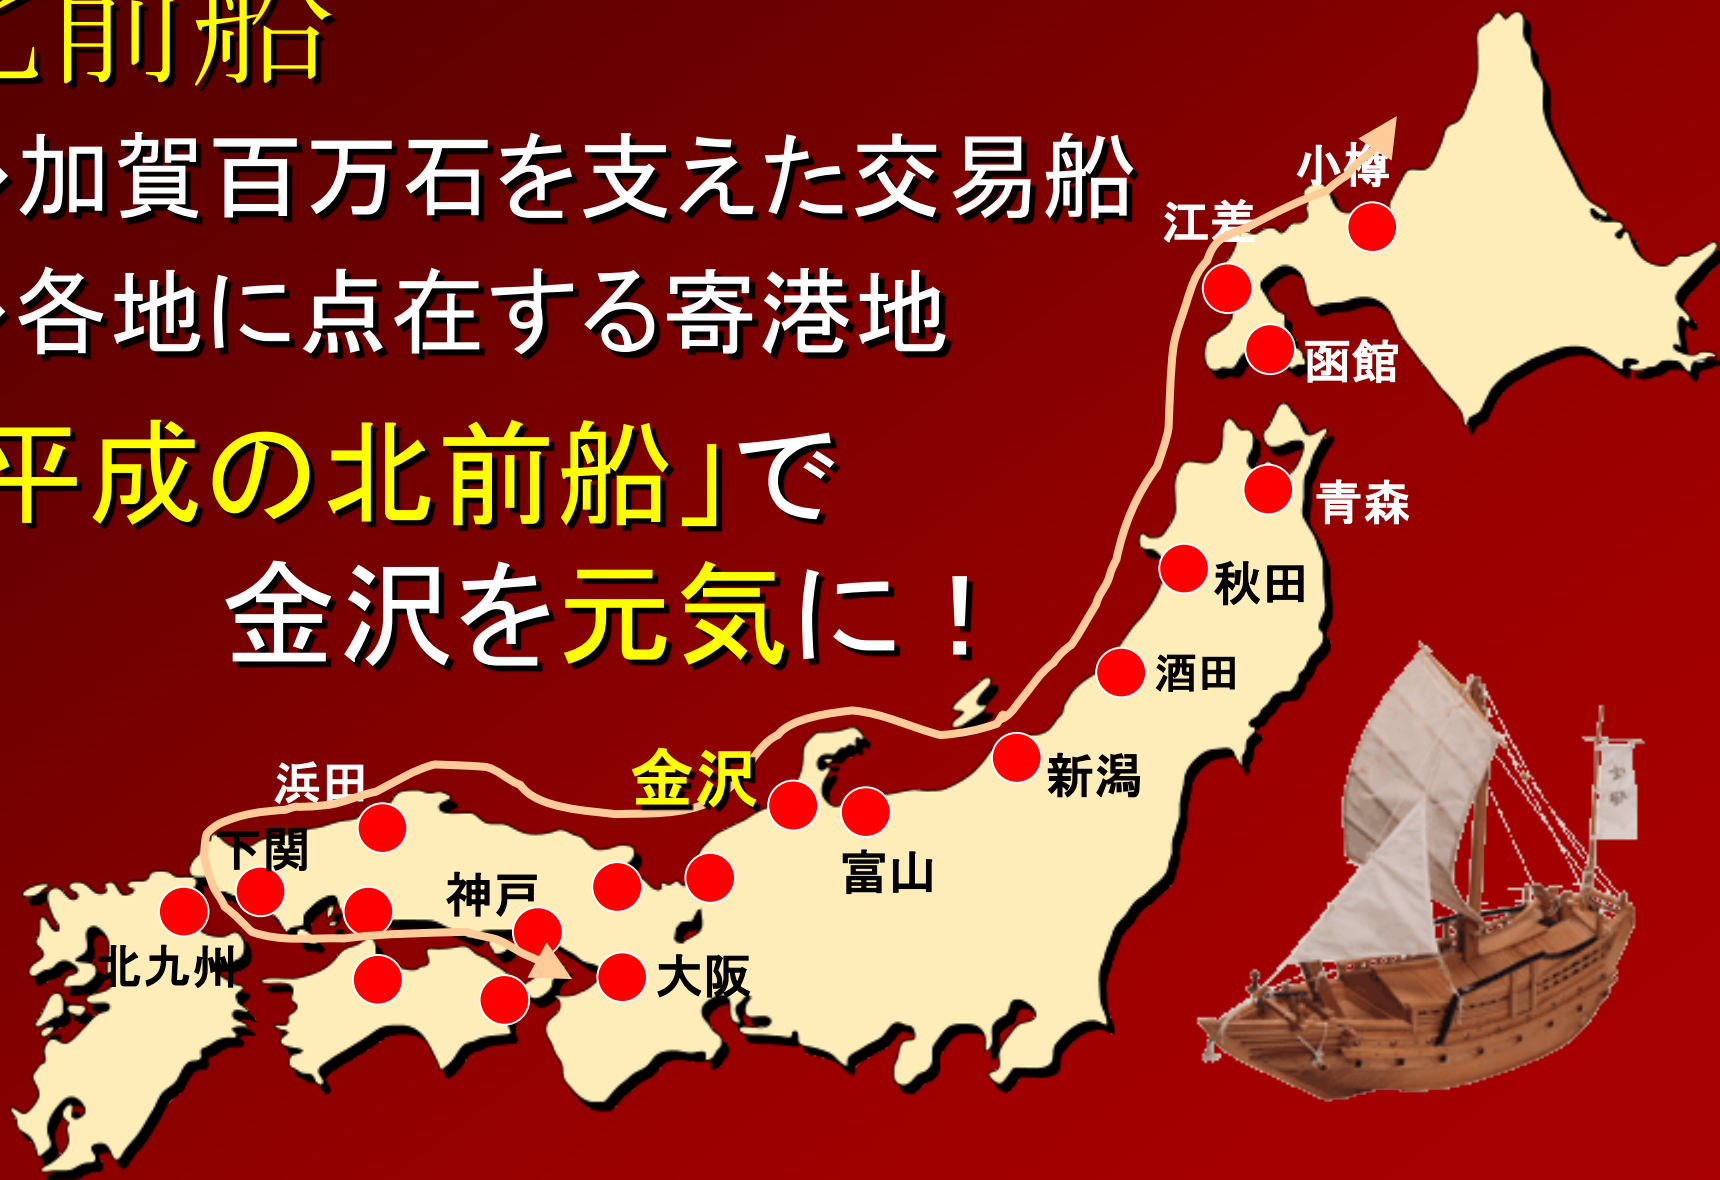 北前船
加賀百万石を支えた交易船
各地に点在する寄港地
平成の北前船」で
金沢を元気に！
小樽
江差
函館
青森
秋田
酒田
新潟
金沢
富山
浜田
下関
神戸
北九州
大阪